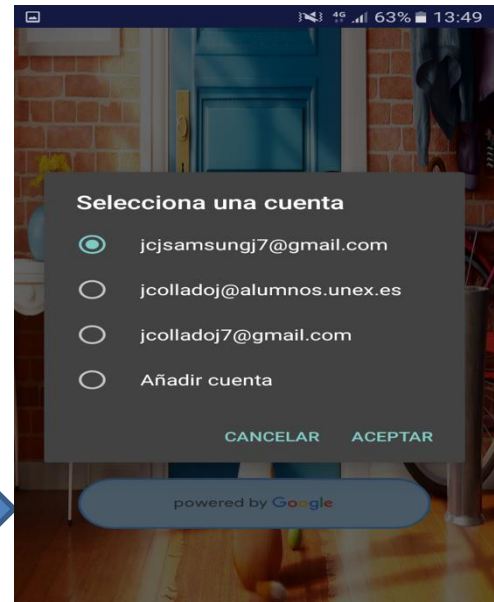 4G 63% 13:49
Selecciona una cuenta
jcjsamsungj7@gmail.com
jcolladoj@alumnos.unex.es
jcolladoj7@gmail.com
Añadir cuenta
CANCELAR ACEPTAR
powered by Google